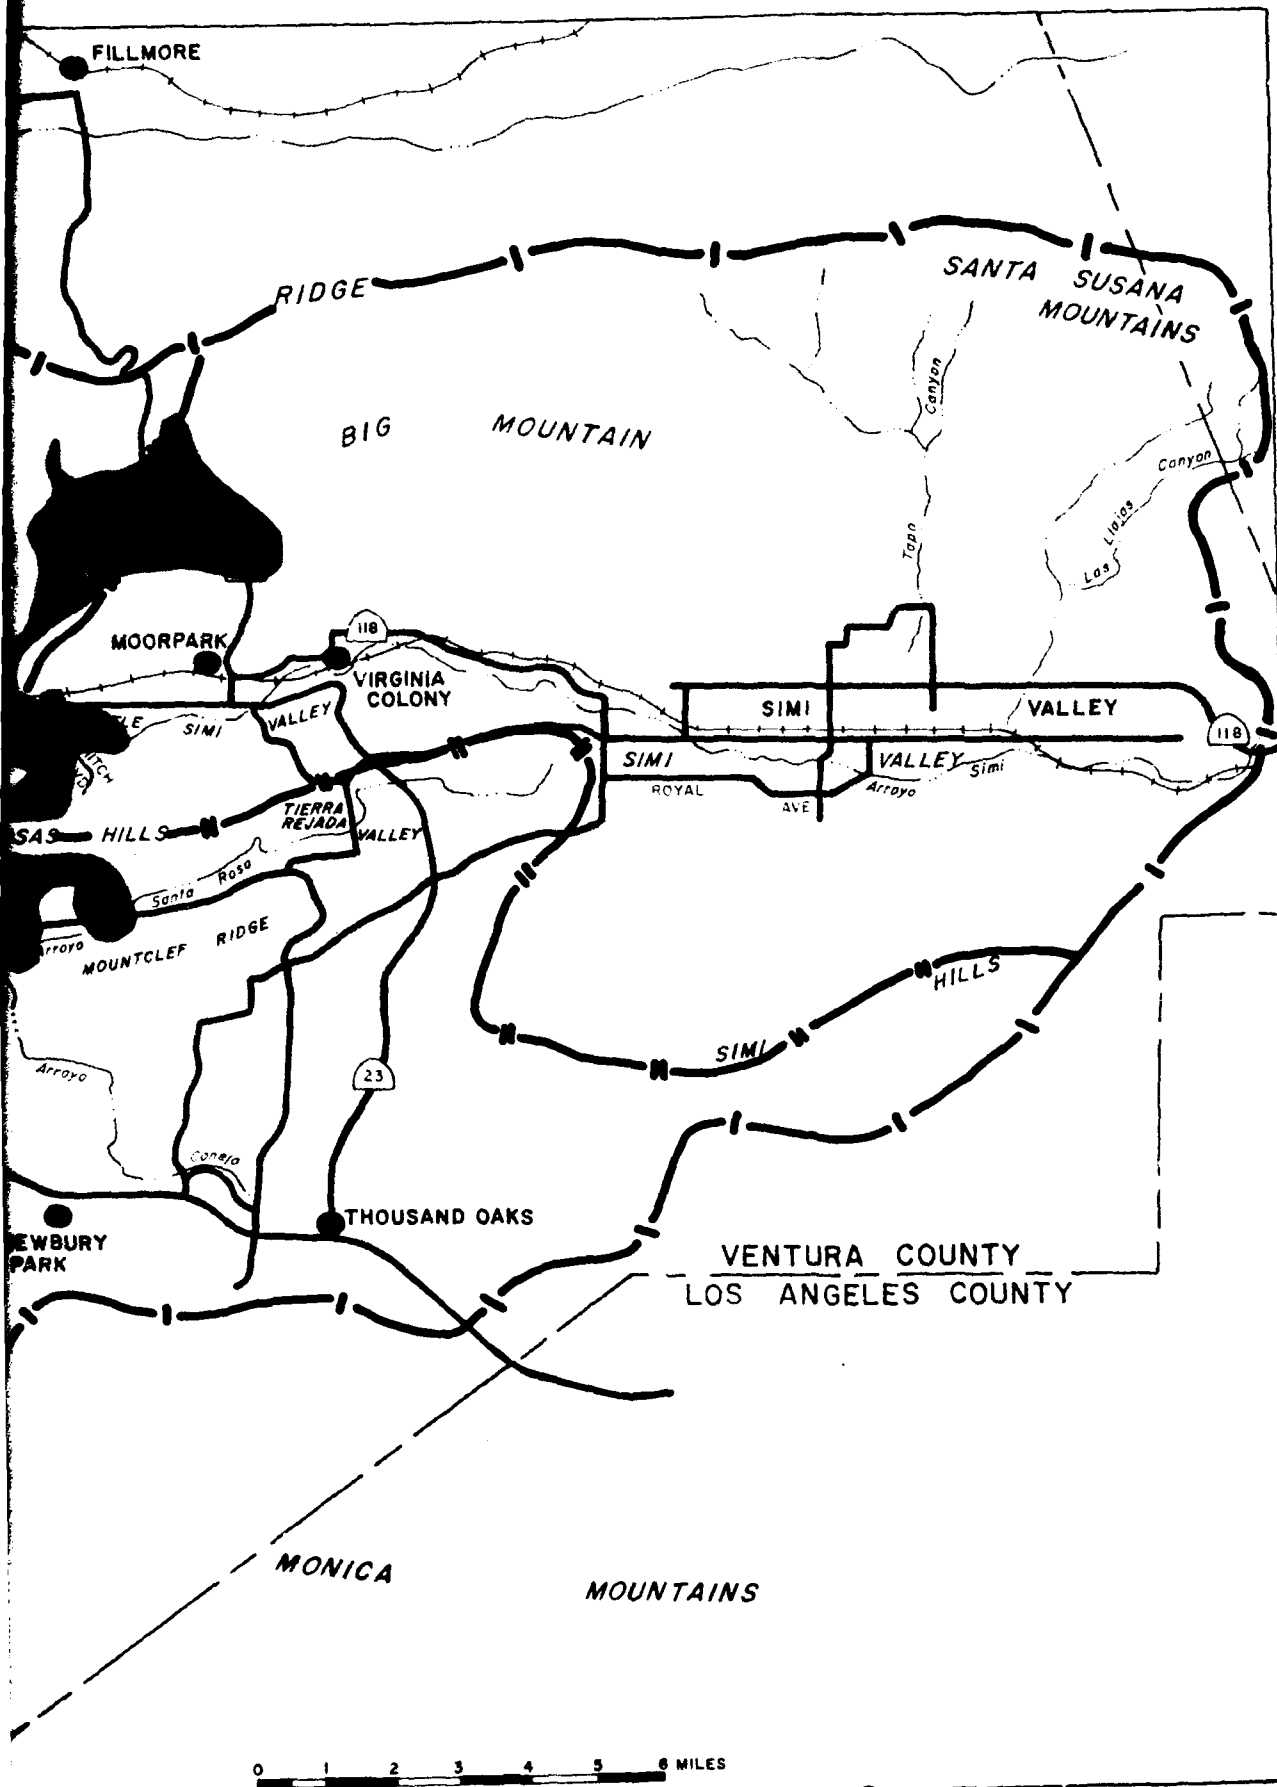 FILLMORE
RIDGE
SANTA SUSANA
MOUNTAINS
Canyon
BIG MOUNTAIN
Canyon
Llajas
Las
Tapo
118
MOORPARK
VIRGINIA
COLONY
SIMI VALLEY
SIMI VALLEY
118
SIMI VALLEY
Simi
Arroyo
ROYAL AVE
TIERRA
REJADA
VALLEY
SAS HILLS
Santa Rosa
Arroyo
MOUNTCLEF RIDGE
HILLS
SIMI
Arroyo
23
Conejo
THOUSAND OAKS
EWBURY
PARK
VENTURA COUNTY
LOS ANGELES COUNTY
MONICA
MOUNTAINS
0 1 2 3 4 5 6 MILES